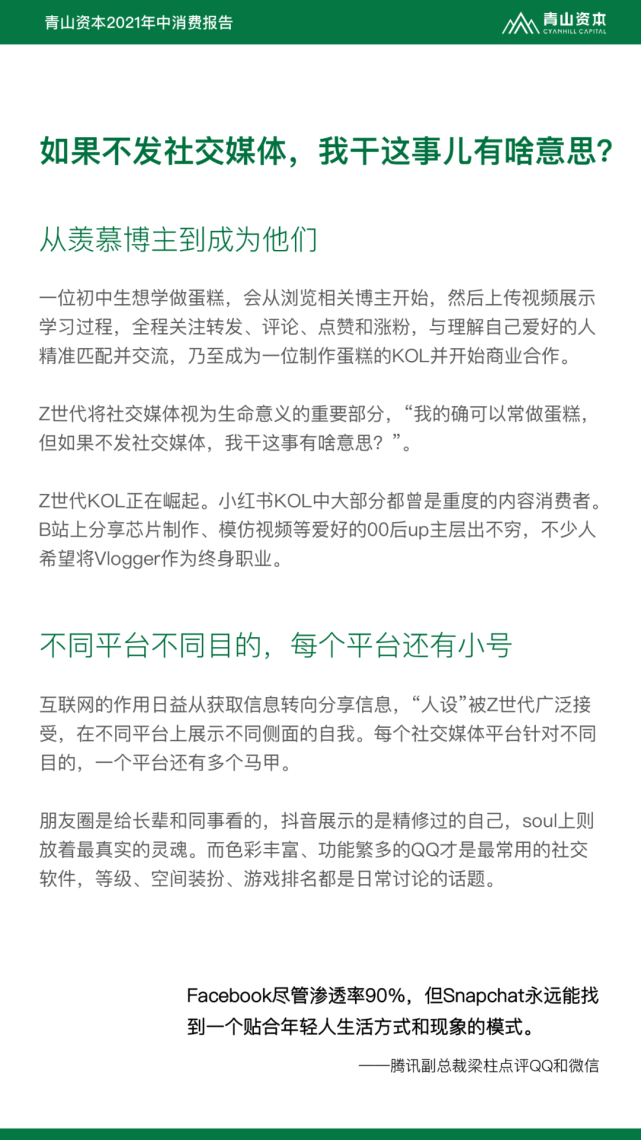 青山资本2021年中消费报告
青山资本
CYANHILL CAPITAL
如果不发社交媒体，我干这事儿有啥意思？
从羡慕博主到成为他们
一位初中生想学做蛋糕，会从浏览相关博主开始，然后上传视频展示
学习过程，全程关注转发、评论、点赞和涨粉，与理解自己爱好的人
精准匹配并交流，乃至成为一位制作蛋糕的KOL并开始商业合作。
Z世代将社交媒体视为生命意义的重要部分，“我的确可以常做蛋糕，
但如果不发社交媒体，我干这事有啥意思？”。
Z世代KOL正在崛起。小红书KOL中大部分都曾是重度的内容消费者。
B站上分享芯片制作、模仿视频等爱好的00后up主层出不穷，不少人
希望将Vlogger作为终身职业。
不同平台不同目的，每个平台还有小号
互联网的作用日益从获取信息转向分享信息，“人设”被Z世代广泛接
受，在不同平台上展示不同侧面的自我。每个社交媒体平台针对不同
目的，一个平台还有多个马甲。
朋友圈是给长辈和同事看的，抖音展示的是精修过的自己，soul上则
放着最真实的灵魂。而色彩丰富、功能繁多的QQ才是最常用的社交
软件，等级、空间装扮、游戏排名都是日常讨论的话题。
Facebook尽管渗透率90%，但Snapchat永远能找
到一个贴合年轻人生活方式和现象的模式。
——腾讯副总裁梁柱点评QQ和微信